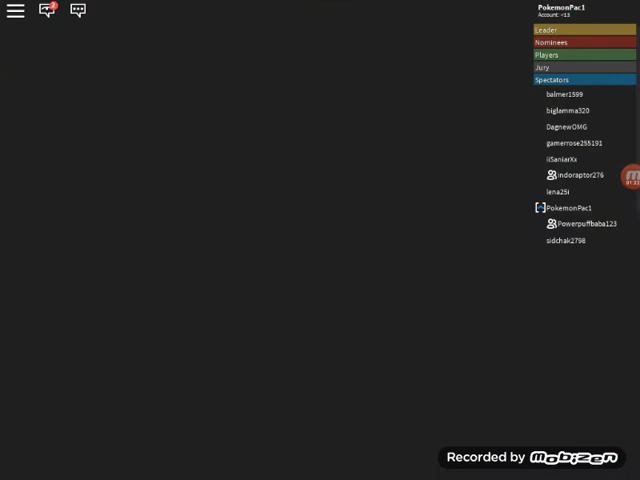 2
PokemonPac1
Account: <13
Leader
Nominees
Players
Jury
Spectators
balmer1599
biglamma320
DagnewOMG
gamerrose255191
iiSaniarXx
indoraptor276
lena25i
PokemonPac1
Powerpuffbaba123
sidchak2798
Recorded by Mobizen